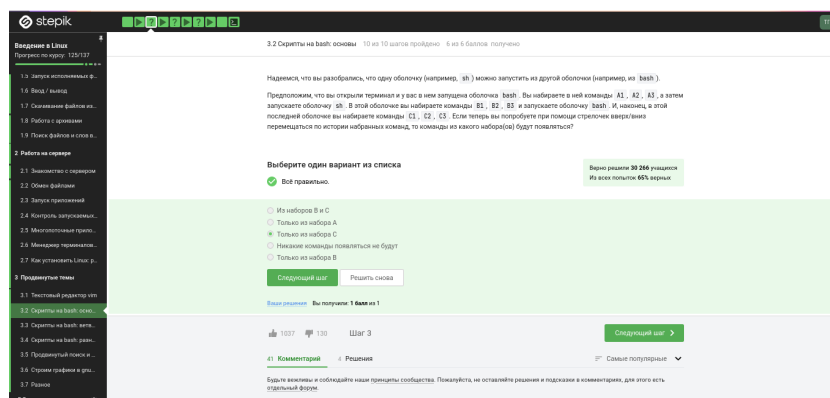 stepik
11
Введение в Linux
Прогресс по курсу: 125/137
1.5 Запуск исполняемых ф...
1.6 Ввод / вывод
1.7 Скачивание файлов из...
1.8 Работа с архивами
1.9 Поиск файлов и слов в...
2 Работа на сервере
2.1 Знакомство с сервером
2.2 Обмен файлами
2.3 Запуск приложений
2.4 Контроль запускаемых...
2.5 Многопоточные прило...
2.6 Менеджер терминалов...
2.7 Как установить Linux: р...
3 Продвинутые темы
3.1 Текстовый редактор vim
3.2 Скрипты на bash: осно...
3.3 Скрипты на bash: ветв...
3.4 Скрипты на bash: разн...
3.5 Продвинутый поиск и ...
3.6 Строим графики в gnu...
3.7 Разное
3.2 Скрипты на bash: основы 10 из 10 шагов пройдено 6 из 6 баллов получено
Надеемся, что вы разобрались, что одну оболочку (например, sh ) можно запустить из другой оболочки (например, из bash ).
Предположим, что вы открыли терминал и у вас в нем запущена оболочка bash . Вы набираете в ней команды A1 , A2 , A3 , а затем
запускаете оболочку sh . В этой оболочке вы набираете команды B1 , B2 , B3 и запускаете оболочку bash . И, наконец, в этой
последней оболочке вы набираете команды C1 , C2 , C3 . Если теперь вы попробуете при помощи стрелочек вверх/вниз
перемещаться по истории набранных команд, то команды из какого набора(ов) будут появляться?
Выберите один вариант из списка
Всё правильно.
Верно решили 30 266 учащихся
Из всех попыток 65% верных
Из наборов B и C
Только из набора A
Только из набора C
Никакие команды появляться не будут
Только из набора B
Следующий шаг Решить снова
Ваши решения Вы получили: 1 балл из 1
1037 130 Шаг 3 Следующий шаг
41 Комментарий 4 Решения Самые популярные
Будьте вежливы и соблюдайте наши принципы сообщества. Пожалуйста, не оставляйте решения и подсказки в комментариях, для этого есть
отдельный форум.